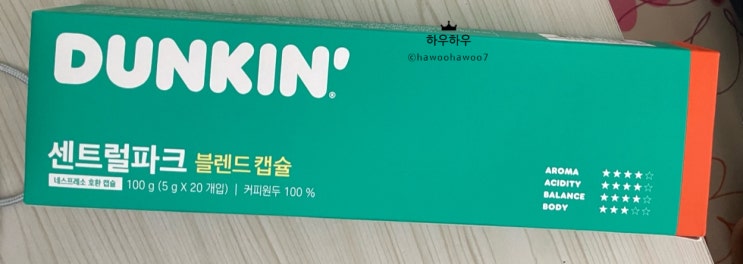 하우하우
ⓒhawoohawoo7
DUNKIN'®
센트럴파크 블렌드 캡슐
네스프레소 호환 캡슐 100 g (5 g X 20 개입) | 커피원두 100 %
AROMA ★★★★☆
ACIDITY ★★★★☆
BALANCE ★★★★☆
BODY ★★★☆☆